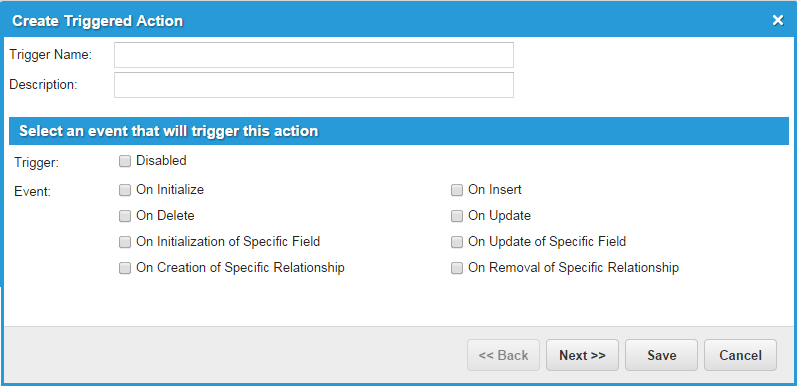 Create Triggered Action ×
Trigger Name:
Description:
Select an event that will trigger this action
Trigger: Disabled
Event: On Initialize On Insert
On Delete On Update
On Initialization of Specific Field On Update of Specific Field
On Creation of Specific Relationship On Removal of Specific Relationship
<< Back Next >> Save Cancel